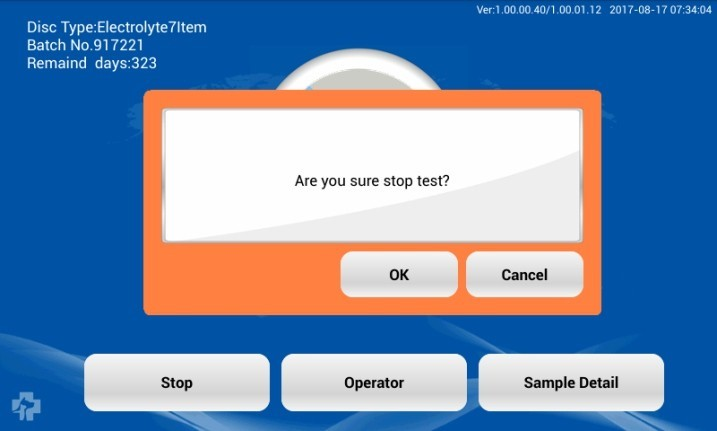 Ver:1.00.00.40/1.00.01.12 2017-08-17 07:34:04
Disc Type:Electrolyte7Item
Batch No.917221
Remaind days:323
Are you sure stop test?
OK
Cancel
Stop
Operator
Sample Detail